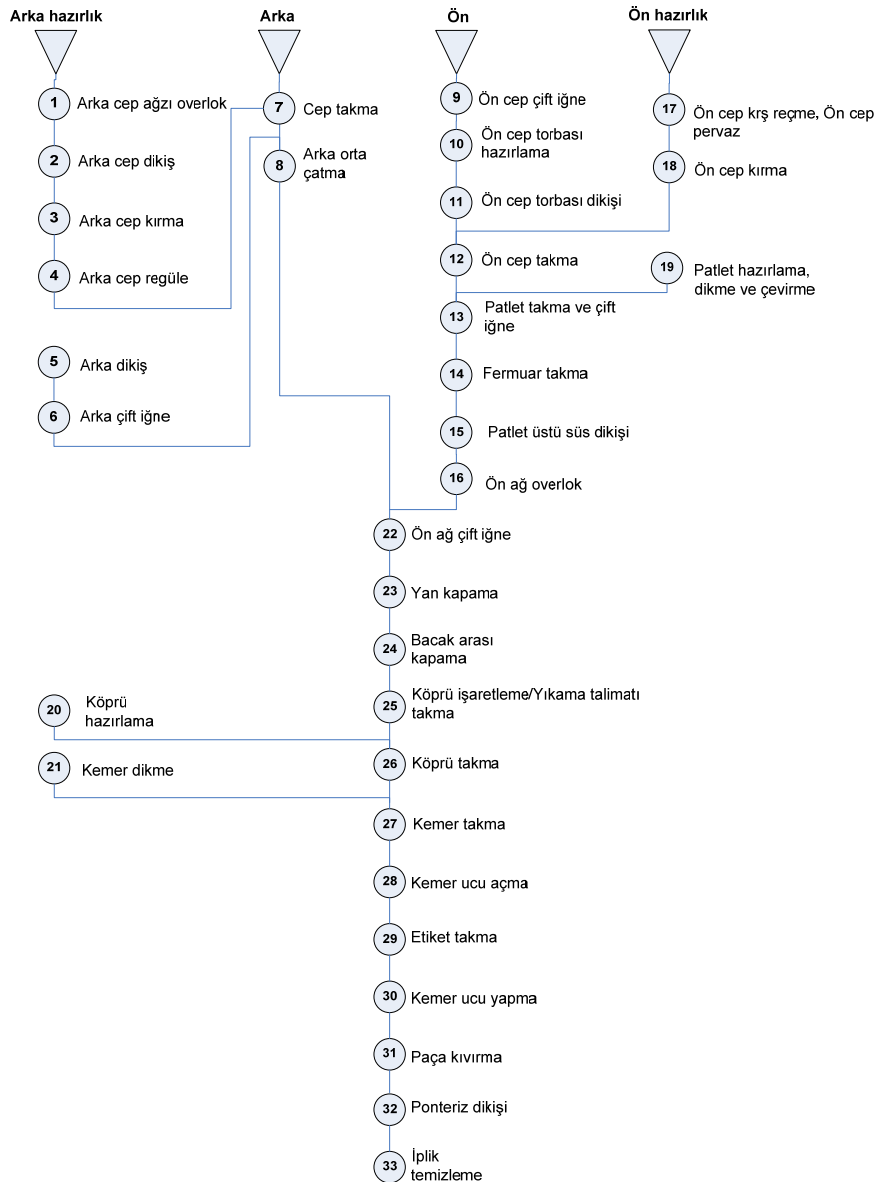 Arka hazırlık
Arka
Ön
Ön hazırlık
1 Arka cep ağzı overlok
2 Arka cep dikiş
3 Arka cep kırma
4 Arka cep regüle
5 Arka dikiş
6 Arka çift iğne
7 Cep takma
8 Arka orta
çatma
9 Ön cep çift iğne
10 Ön cep torbası
hazırlama
11 Ön cep torbası dikişi
12 Ön cep takma
13 Patlet takma ve çift
iğne
14 Fermuar takma
15 Patlet üstü süs dikişi
16 Ön ağ overlok
17 Ön cep krş reçme, Ön cep
pervaz
18 Ön cep kırma
19 Patlet hazırlama,
dikme ve çevirme
22 Ön ağ çift iğne
23 Yan kapama
24 Bacak arası
kapama
25 Köprü işaretleme/Yıkama talimatı
takma
20 Köprü
hazırlama
26 Köprü takma
21 Kemer dikme
27 Kemer takma
28 Kemer ucu açma
29 Etiket takma
30 Kemer ucu yapma
31 Paça kıvırma
32 Ponteriz dikişi
33 İplik
temizleme